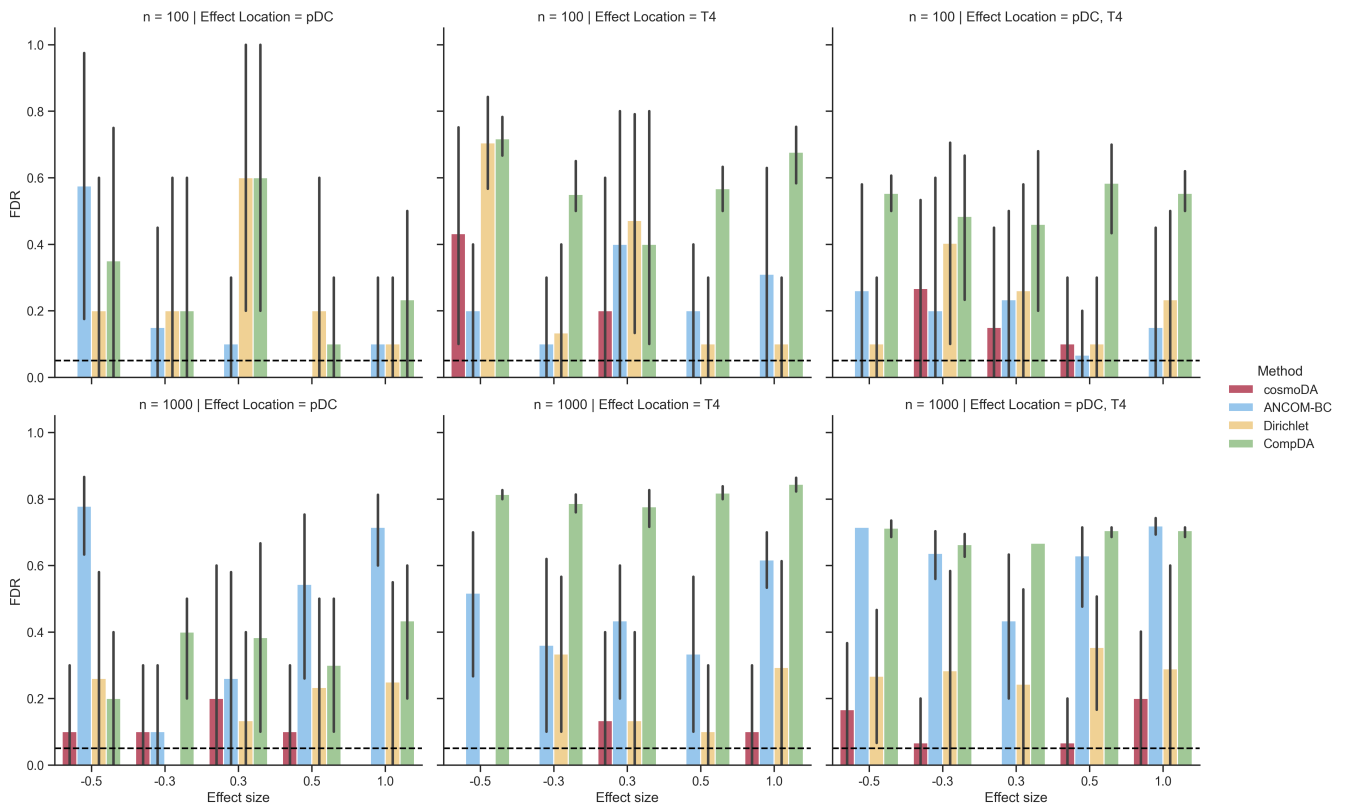 n = 100 | Effect Location = pDC
n = 100 | Effect Location = T4
n = 100 | Effect Location = pDC, T4
1.0
0.8
0.6
0.4
0.2
0.0
FDR
n = 1000 | Effect Location = pDC
n = 1000 | Effect Location = T4
n = 1000 | Effect Location = pDC, T4
1.0
0.8
0.6
0.4
0.2
0.0
FDR
-0.5 -0.3 0.3 0.5 1.0
Effect size
-0.5 -0.3 0.3 0.5 1.0
Effect size
-0.5 -0.3 0.3 0.5 1.0
Effect size
Method
cosmoDA
ANCOM-BC
Dirichlet
CompDA